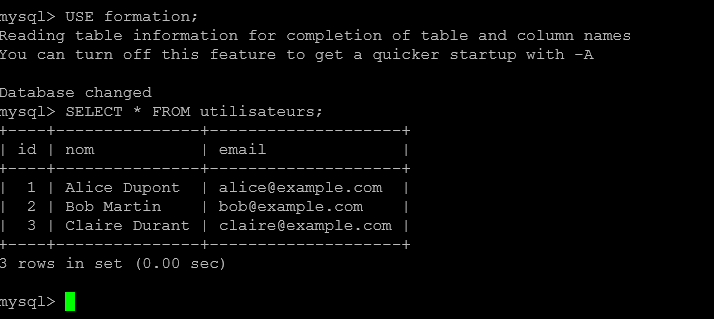 mysql> USE formation;
Reading table information for completion of table and column names
You can turn off this feature to get a quicker startup with -A
Database changed
mysql> SELECT * FROM utilisateurs;
+----+---------------+--------------------+
| id | nom           | email              |
+----+---------------+--------------------+
|  1 | Alice Dupont  | alice@example.com  |
|  2 | Bob Martin    | bob@example.com    |
|  3 | Claire Durant | claire@example.com |
+----+---------------+--------------------+
3 rows in set (0.00 sec)
mysql>